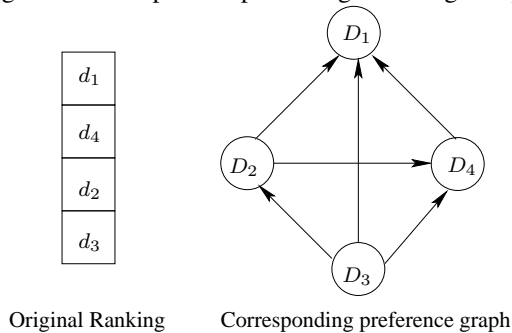 D1
d1
d4
D2
D4
d2
d3
D3
Original Ranking
Corresponding preference graph